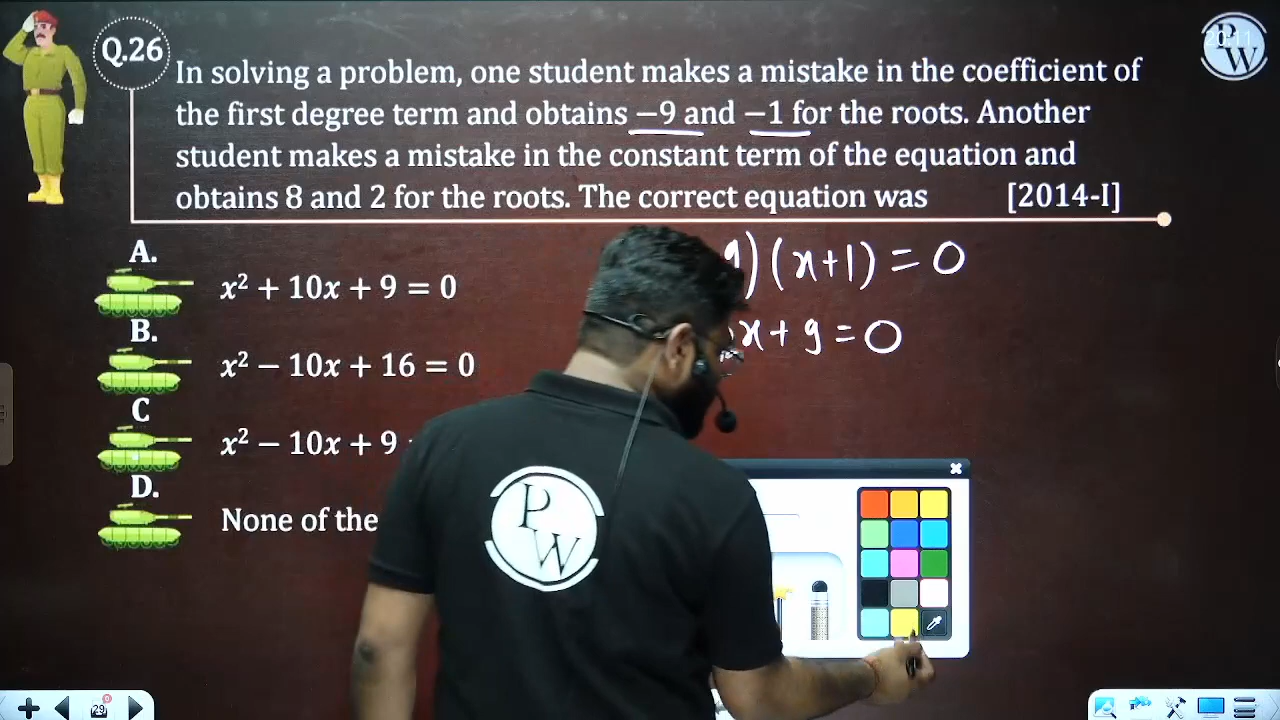 Q.26
In solving a problem, one student makes a mistake in the coefficient of
the first degree term and obtains −9 and −1 for the roots. Another
student makes a mistake in the constant term of the equation and
obtains 8 and 2 for the roots. The correct equation was [2014-I]
A.
x² + 10x + 9 = 0
B.
x² − 10x + 16 = 0
C
x² − 10x + 9
D.
None of the
9) (x+1) = 0
x + 9 = 0
P
W
P
W
29